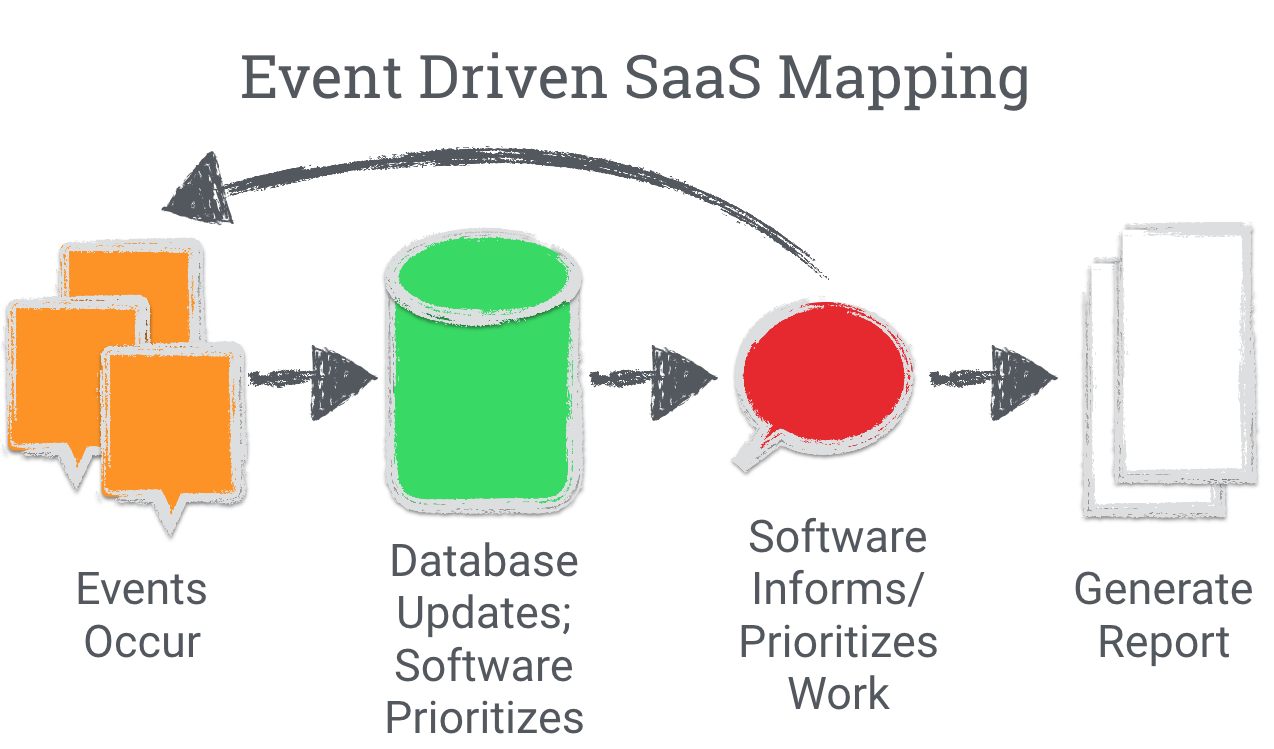 Event Driven SaaS Mapping
Events
Occur
Database
Updates;
Software
Prioritizes
Software
Informs/
Prioritizes
Work
Generate
Report